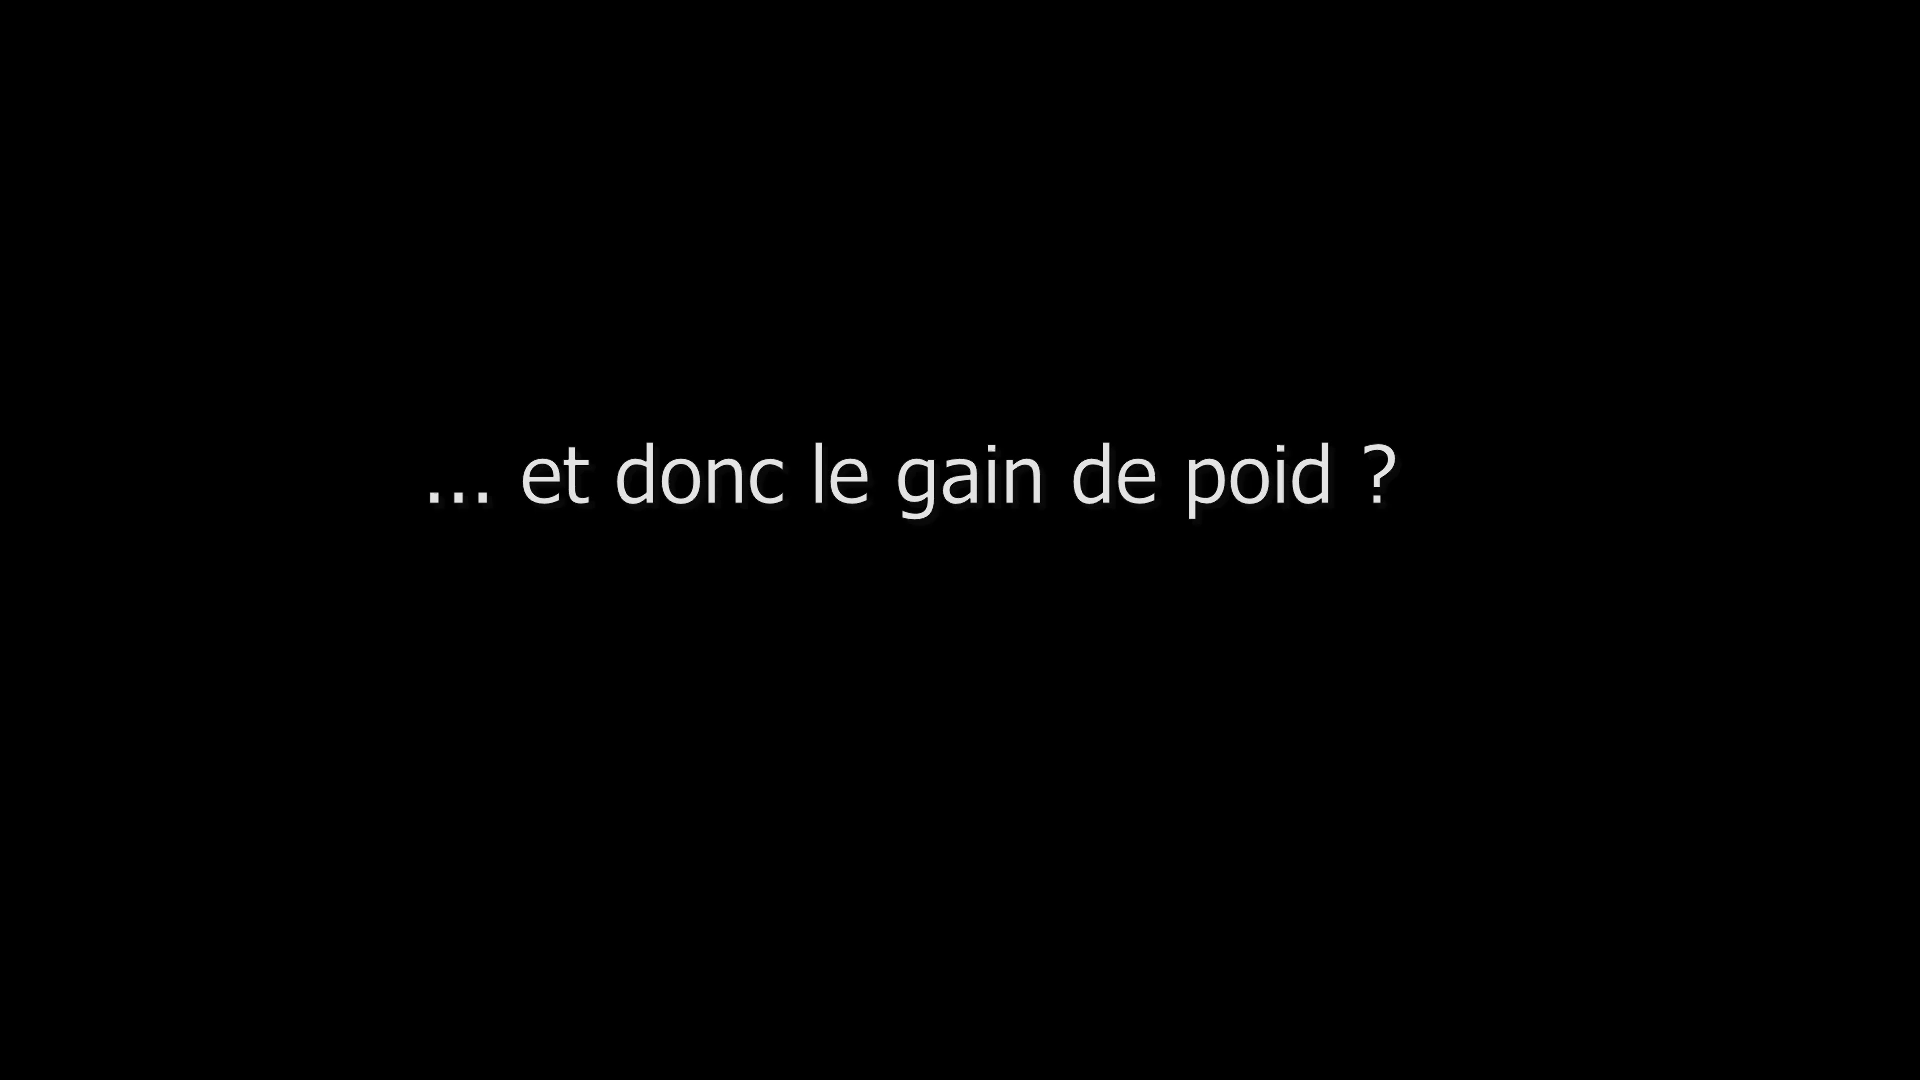 ... et donc le gain de poid ?